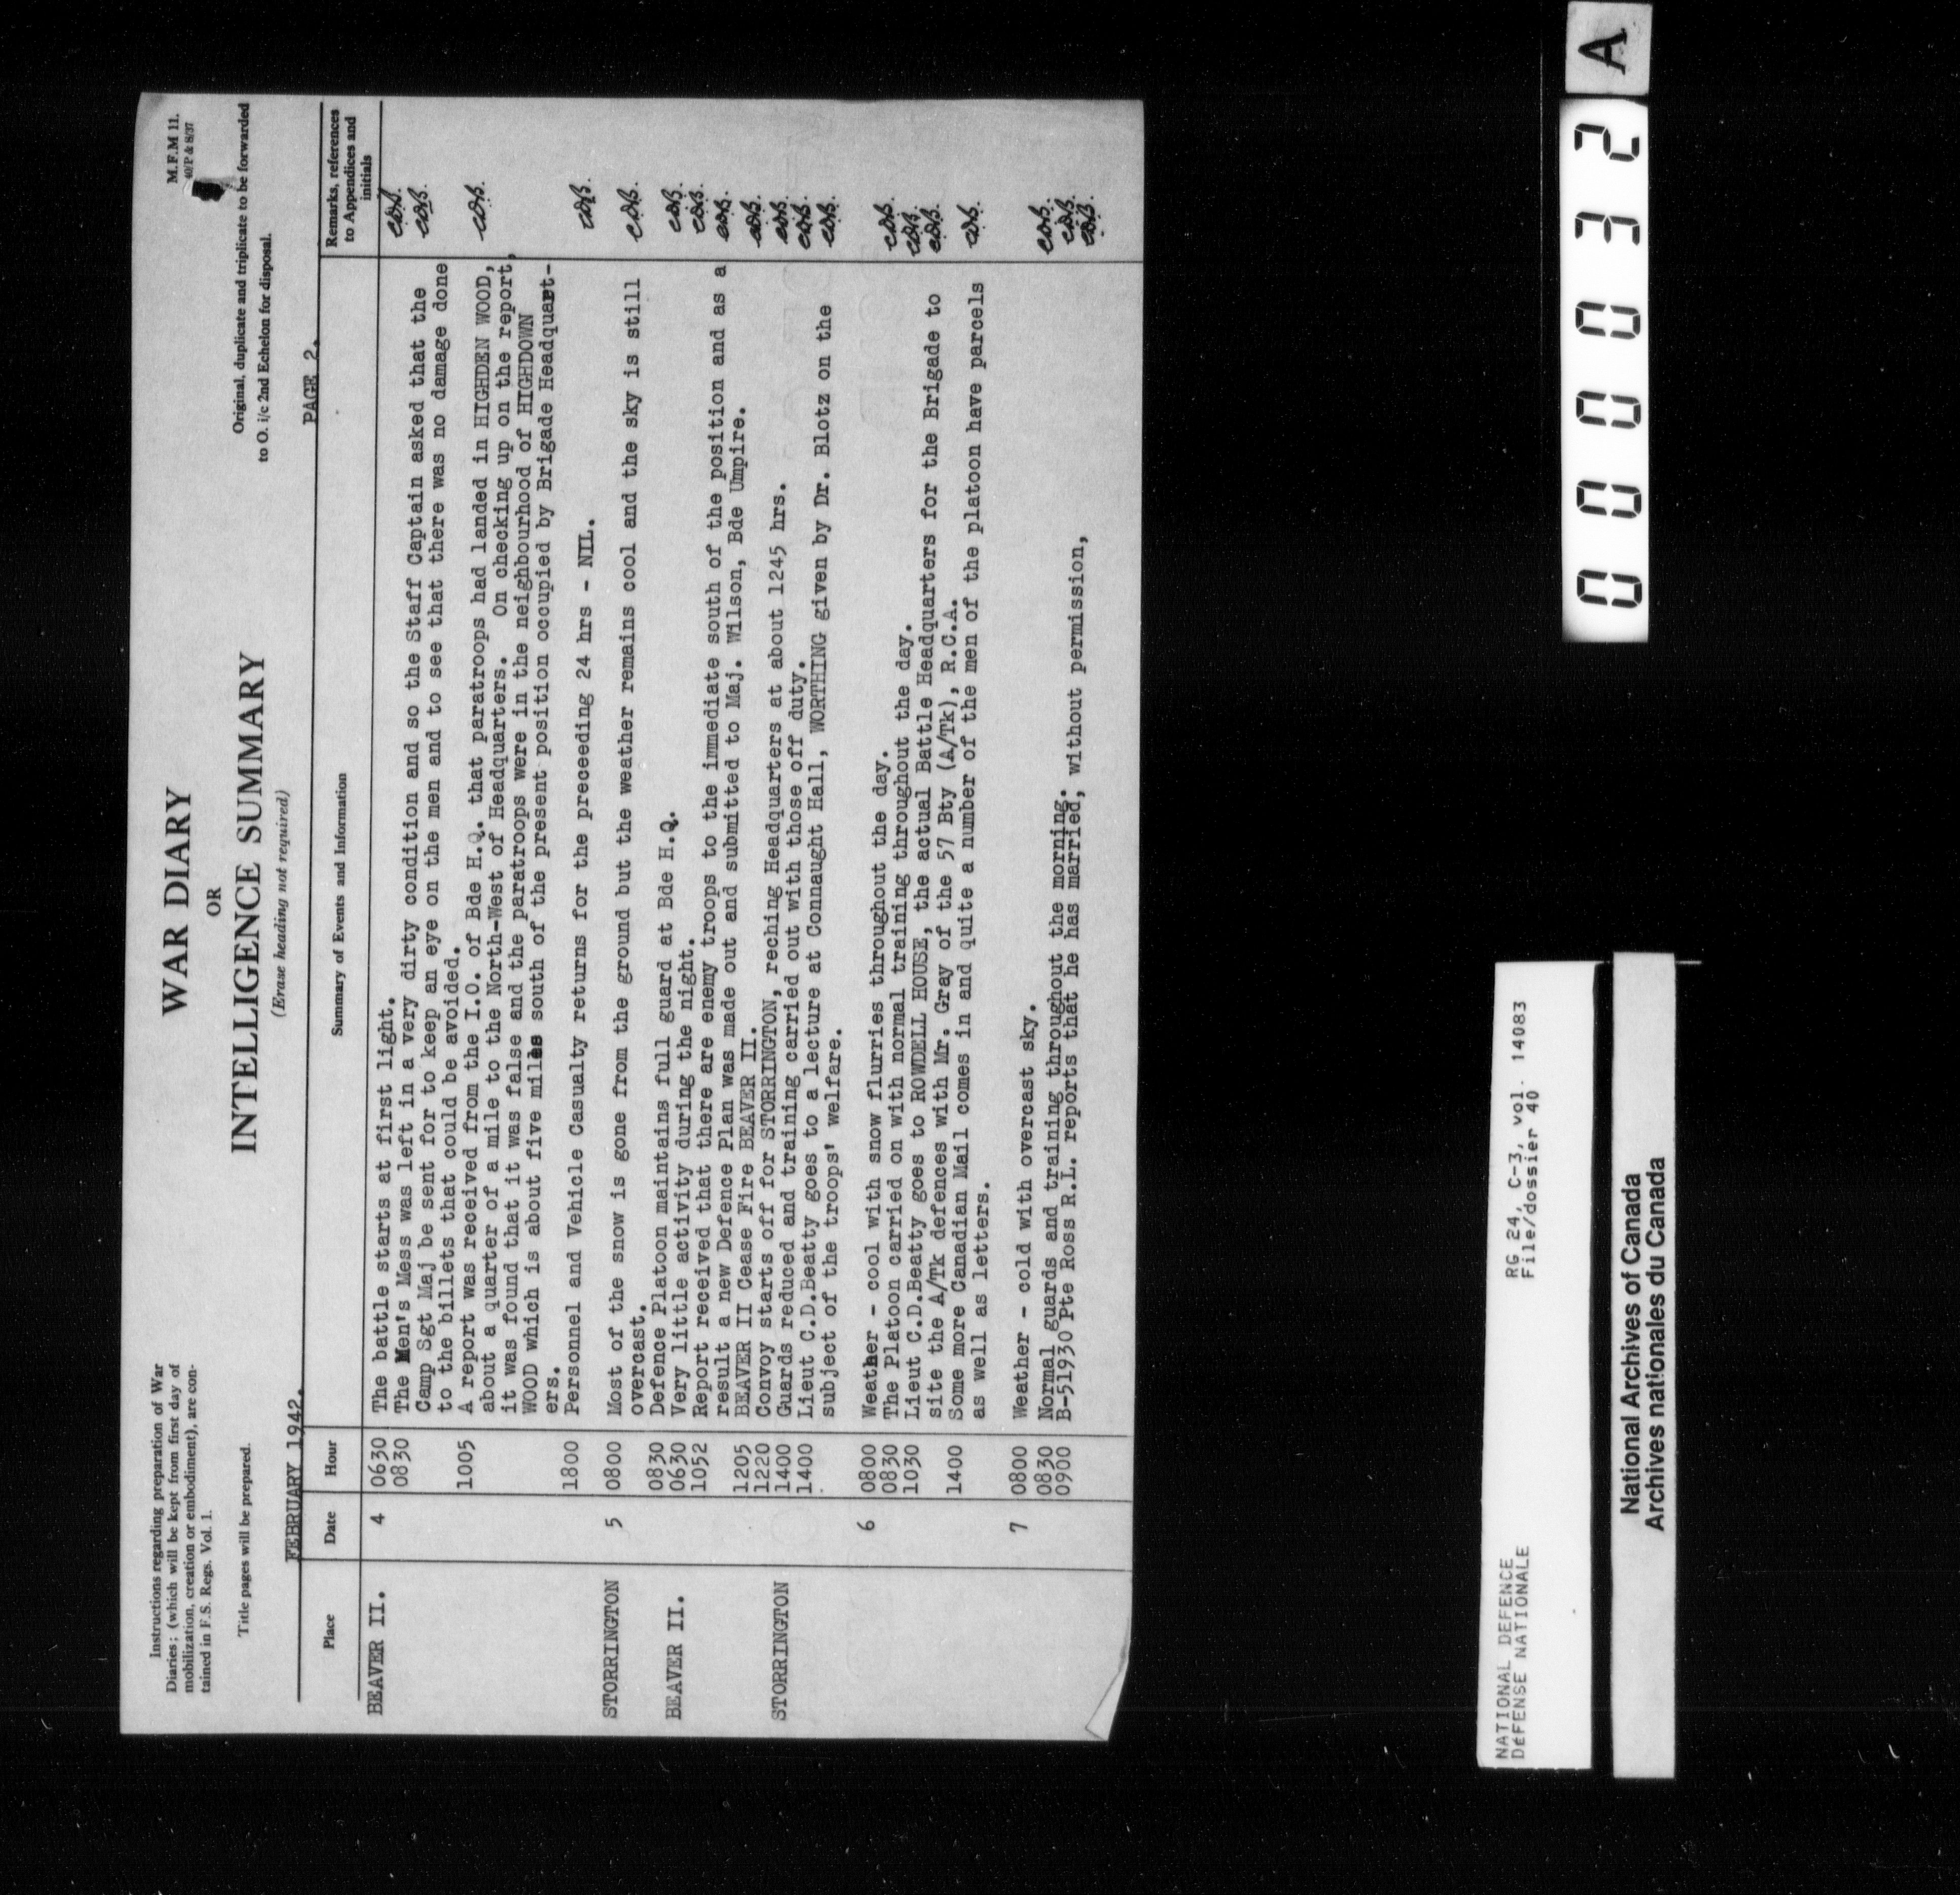 Instructions regarding preparation of War
Diaries: (which will be kept from first day of
mobilization, creation or embodiment), are con-
tained in F.S. Regs. Vol. 1.
Title pages will be prepared.
WAR DIARY
OR
INTELLIGENCE SUMMARY
(Erase heading not required)
M.F.M 11.
Original, duplicate and triplicate to be forwarded
to O. i/c 2nd Echelon for disposal.
FEBRUARY 1942. PAGE 2.
Place Date Hour Summary of Events and Information Remarks, references to Appendices and initials
BEAVER II. 4 0630 The battle starts at first light.
0830 The Men's Mess was left in a very dirty condition and so the Staff Captain asked that the
Camp Sgt Maj be sent for to keep an eye on the men and to see that there was no damage done
to the billets that could be avoided.
11005 A report was received from the I.O. of Bde H.Q. that paratroops had landed in HIGHDEN WOOD,
about a quarter of a mile to the North-West of Headquarters. On checking up on the report,
it was found that it was false and the paratroops were in the neighbourhood of HIGHDOWN
WOOD which is about five miles south of the present position occupied by Brigade Headquart-
ers.
1800 Personnel and Vehicle Casualty returns for the preceeding 24 hrs - NIL.
STORRINGTON 5 0800 Most of the snow is gone from the ground but the weather remains cool and the sky is still
overcast.
0830 Defence Platoon maintains full guard at Bde H.Q.
BEAVER II. 0630 Very little activity during the night.
1052 Report received that there are enemy troops to the immediate south of the position and as a
result a new Defence Plan was made out and submitted to Maj. Wilson, Bde Umpire.
1205 BEAVER II Cease Fire BEAVER II.
1220 Convoy starts off for STORRINGTON, reching Headquarters at about 1245 hrs.
STORRINGTON 1400 Guards reduced and training carried out with those off duty.
1400 Lieut C.D.Beatty goes to a lecture at Connaught Hall, WORTHING given by Dr. Blotz on the
subject of the troops' welfare.
6 0800 Weather - cool with snow flurries throughout the day.
0830 The Platoon carried on with normal training throughout the day.
1030 Lieut C.D.Beatty goes to ROWDELL HOUSE, the actual Battle Headquarters for the Brigade to
site the A/Tk defences with Mr. Gray of the 57 Bty (A/Tk), R.C.A.
1400 Some more Canadian Mail comes in and quite a number of the men of the platoon have parcels
as well as letters.
7 0800 Weather - cold with overcast sky.
0830 Normal guards and training throughout the morning.
0900 B-51930 Pte Ross R.L. reports that he has married, without permission,
NATIONAL DEFENCE RG 24, C-3, vol. 14083
DÉFENSE NATIONALE File/dossier 40
National Archives of Canada
Archives nationales du Canada
000032 A